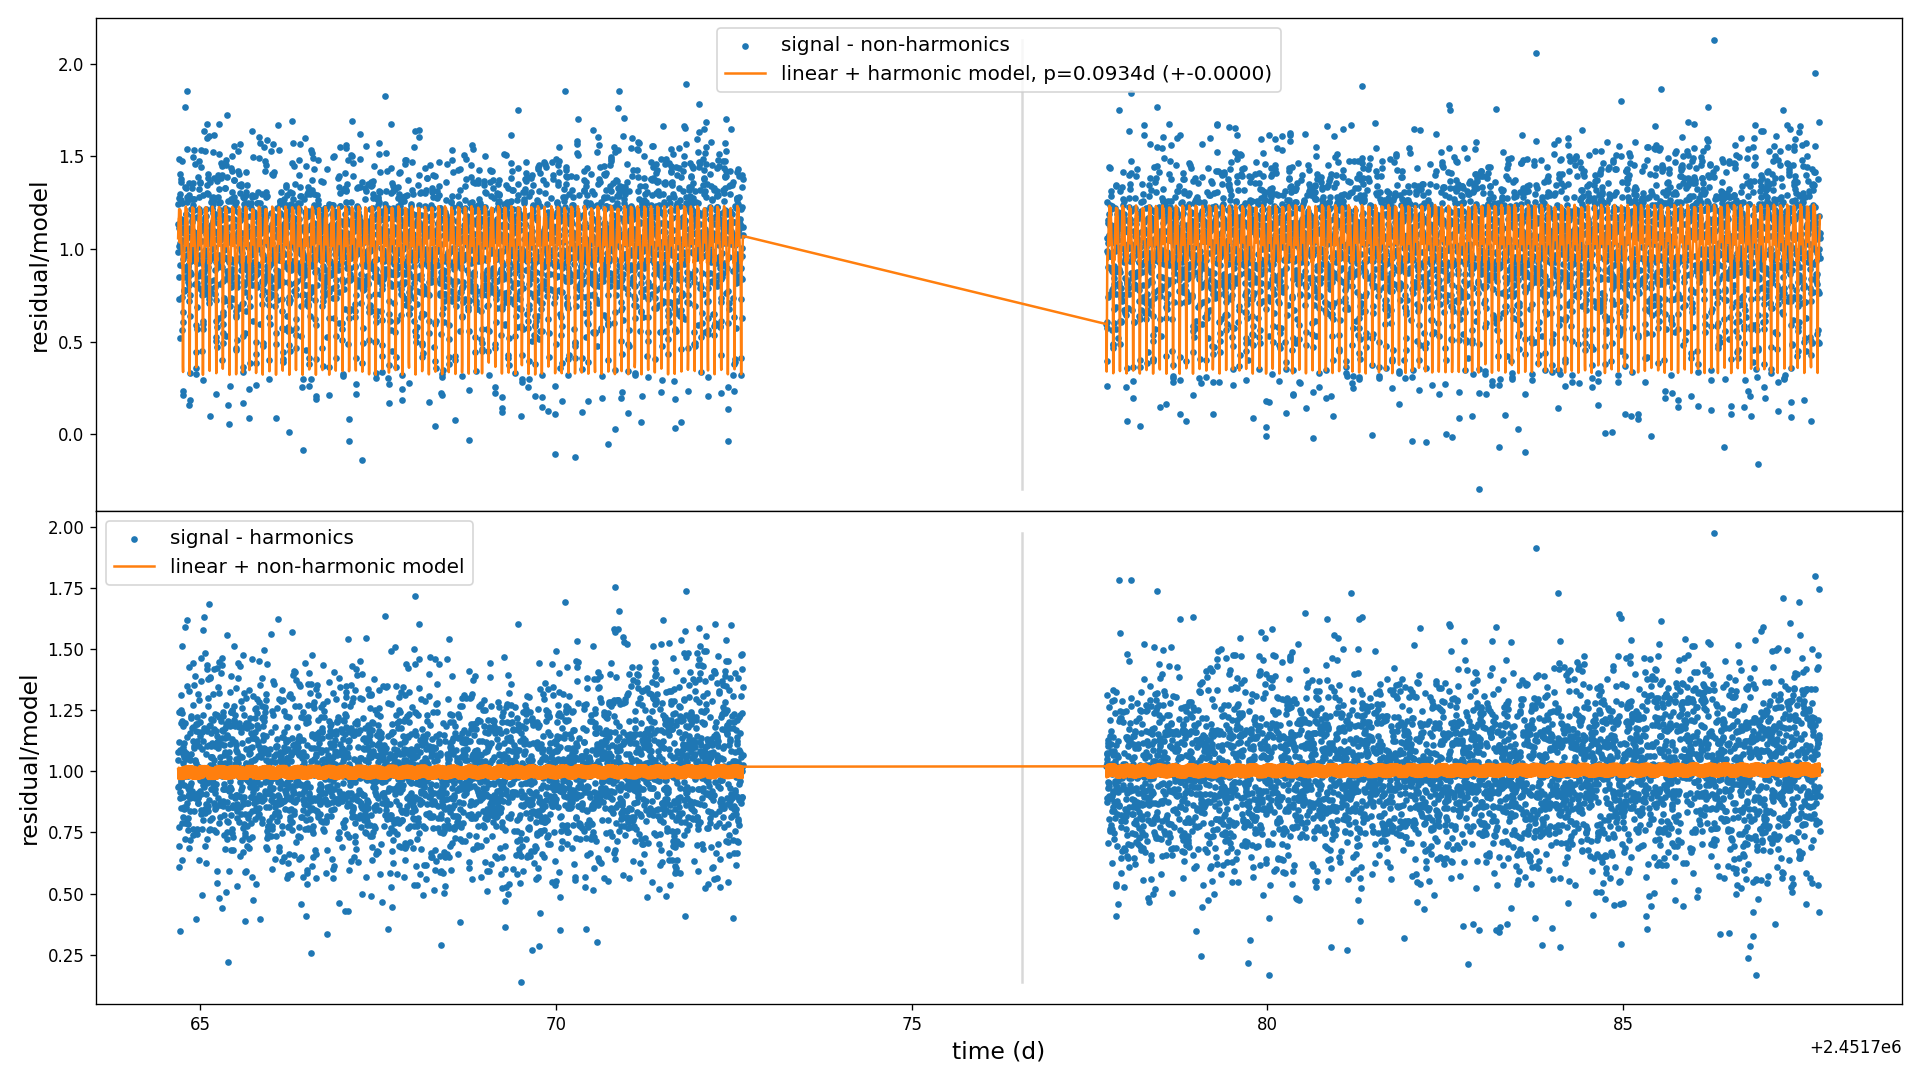 signal - non-harmonics
linear + harmonic model, p=0.0934d (+-0.0000)
2.0
1.5
1.0
0.5
0.0
residual/model
signal - harmonics
linear + non-harmonic model
2.00
1.75
1.50
1.25
1.00
0.75
0.50
0.25
residual/model
65
70
75
80
85
time (d)
+2.4517e6